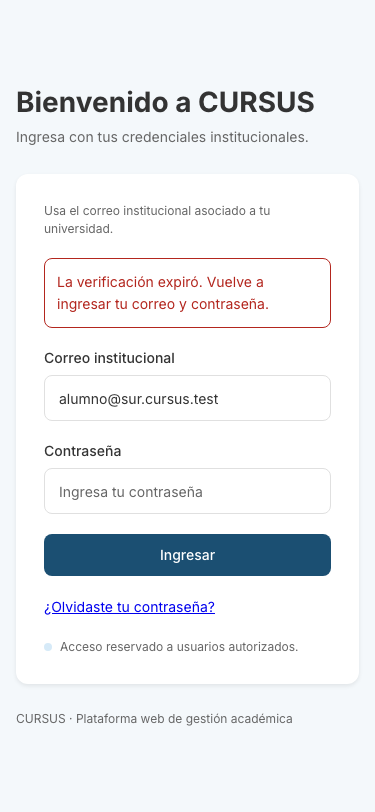 Bienvenido a CURSUS
Ingresa con tus credenciales institucionales.
Usa el correo institucional asociado a tu
universidad.
La verificación expiró. Vuelve a
ingresar tu correo y contraseña.
Correo institucional
alumno@sur.cursus.test
Contraseña
Ingresa tu contraseña
Ingresar
¿Olvidaste tu contraseña?
Acceso reservado a usuarios autorizados.
CURSUS · Plataforma web de gestión académica